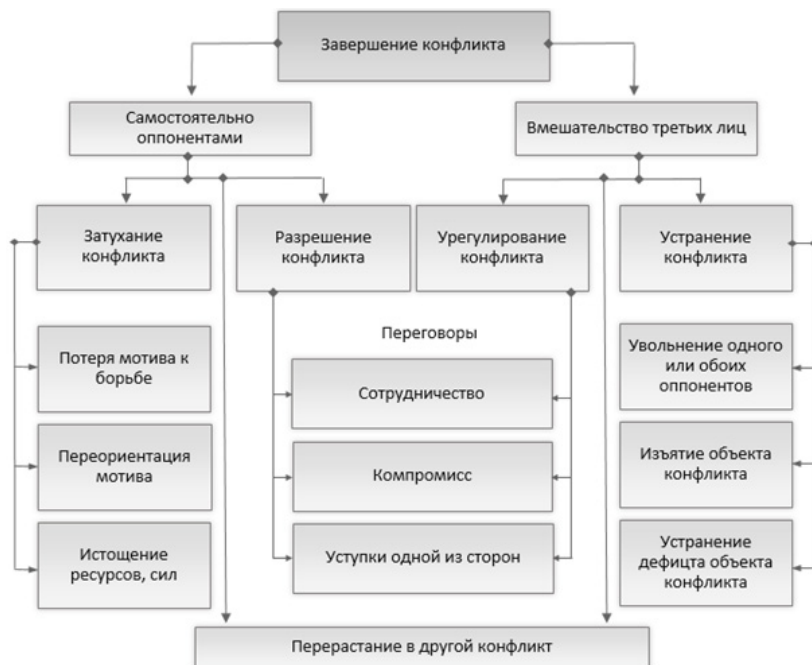 Завершение конфликта
Самостоятельно
оппонентами
Вмешательство третьих лиц
Затухание
конфликта
Разрешение
конфликта
Урегулирование
конфликта
Устранение
конфликта
Переговоры
Потеря мотива к
борьбе
Сотрудничество
Увольнение одного
или обоих
оппонентов
Переориентация
мотива
Компромисс
Изъятие объекта
конфликта
Истощение
ресурсов, сил
Уступки одной из сторон
Устранение
дефицта объекта
конфликта
Перерастание в другой конфликт